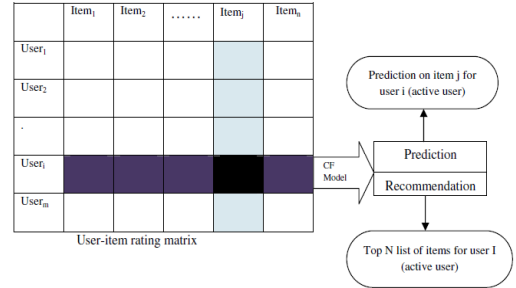 Item₁ Item₂ …… Itemⱼ Itemₙ
User₁
User₂
.
Userᵢ
Userₘ
User-item rating matrix
CF
Model
Prediction on item j for
user i (active user)
Prediction
Recommendation
Top N list of items for user I
(active user)